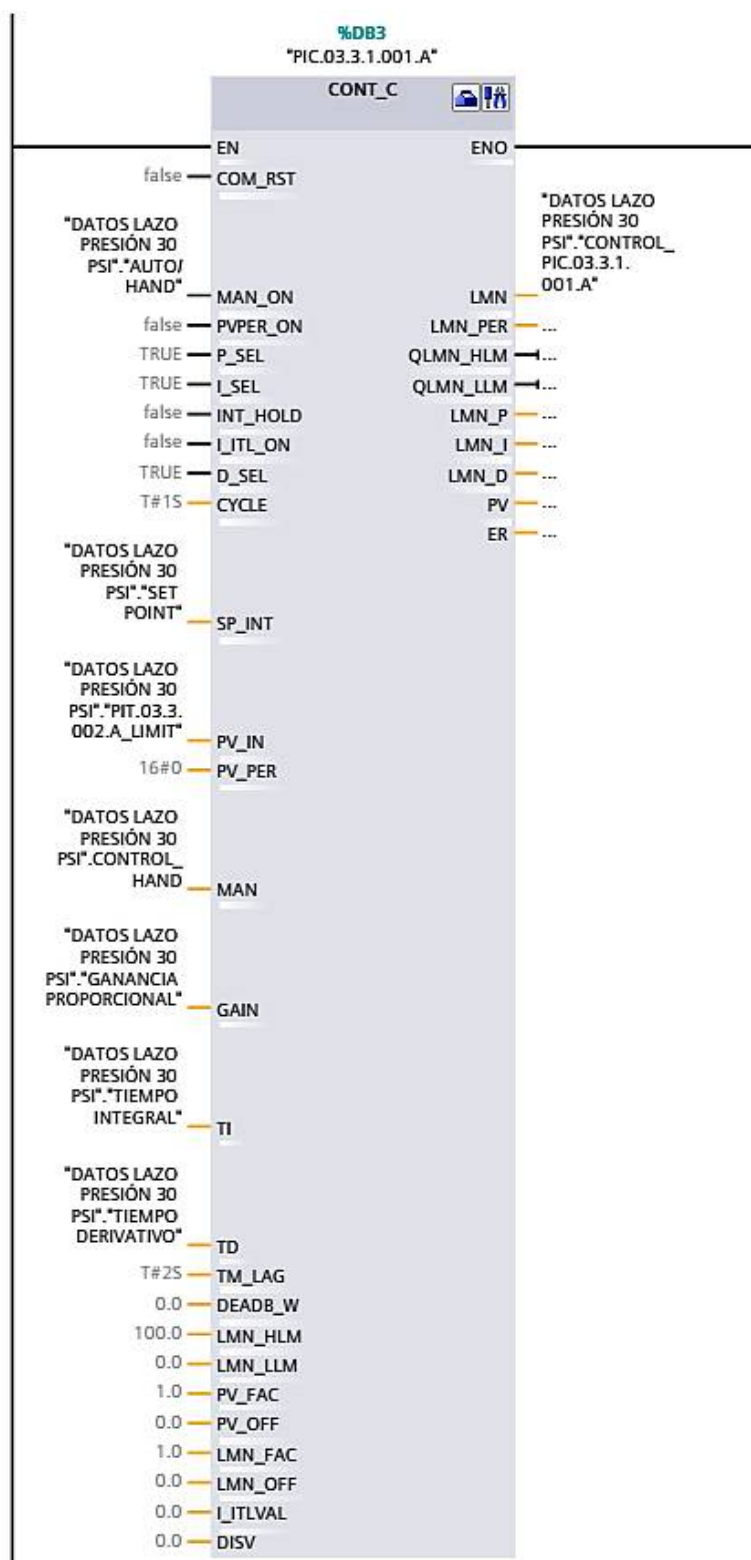 %DB3
"PIC.03.3.1.001.A"
CONT_C
EN
ENO
false
COM_RST
"DATOS LAZO
PRESIÓN 30
PSI"."AUTO/
HAND"
MAN_ON
"DATOS LAZO
PRESIÓN 30
PSI"."CONTROL_
PIC.03.3.1.
001.A"
LMN
false
PVPER_ON
LMN_PER
...
TRUE
P_SEL
QLMN_HLM
...
TRUE
I_SEL
QLMN_LLM
...
false
INT_HOLD
LMN_P
...
false
I_ITL_ON
LMN_I
...
TRUE
D_SEL
LMN_D
...
T#1S
CYCLE
PV
...
ER
...
"DATOS LAZO
PRESIÓN 30
PSI"."SET
POINT"
SP_INT
"DATOS LAZO
PRESIÓN 30
PSI"."PIT.03.3.
002.A_LIMIT"
PV_IN
16#0
PV_PER
"DATOS LAZO
PRESIÓN 30
PSI".CONTROL_
HAND
MAN
"DATOS LAZO
PRESIÓN 30
PSI"."GANANCIA
PROPORCIONAL"
GAIN
"DATOS LAZO
PRESIÓN 30
PSI"."TIEMPO
INTEGRAL"
TI
"DATOS LAZO
PRESIÓN 30
PSI"."TIEMPO
DERIVATIVO"
TD
T#2S
TM_LAG
0.0
DEADB_W
100.0
LMN_HLM
0.0
LMN_LLM
1.0
PV_FAC
0.0
PV_OFF
1.0
LMN_FAC
0.0
LMN_OFF
0.0
I_ITLVAL
0.0
DISV